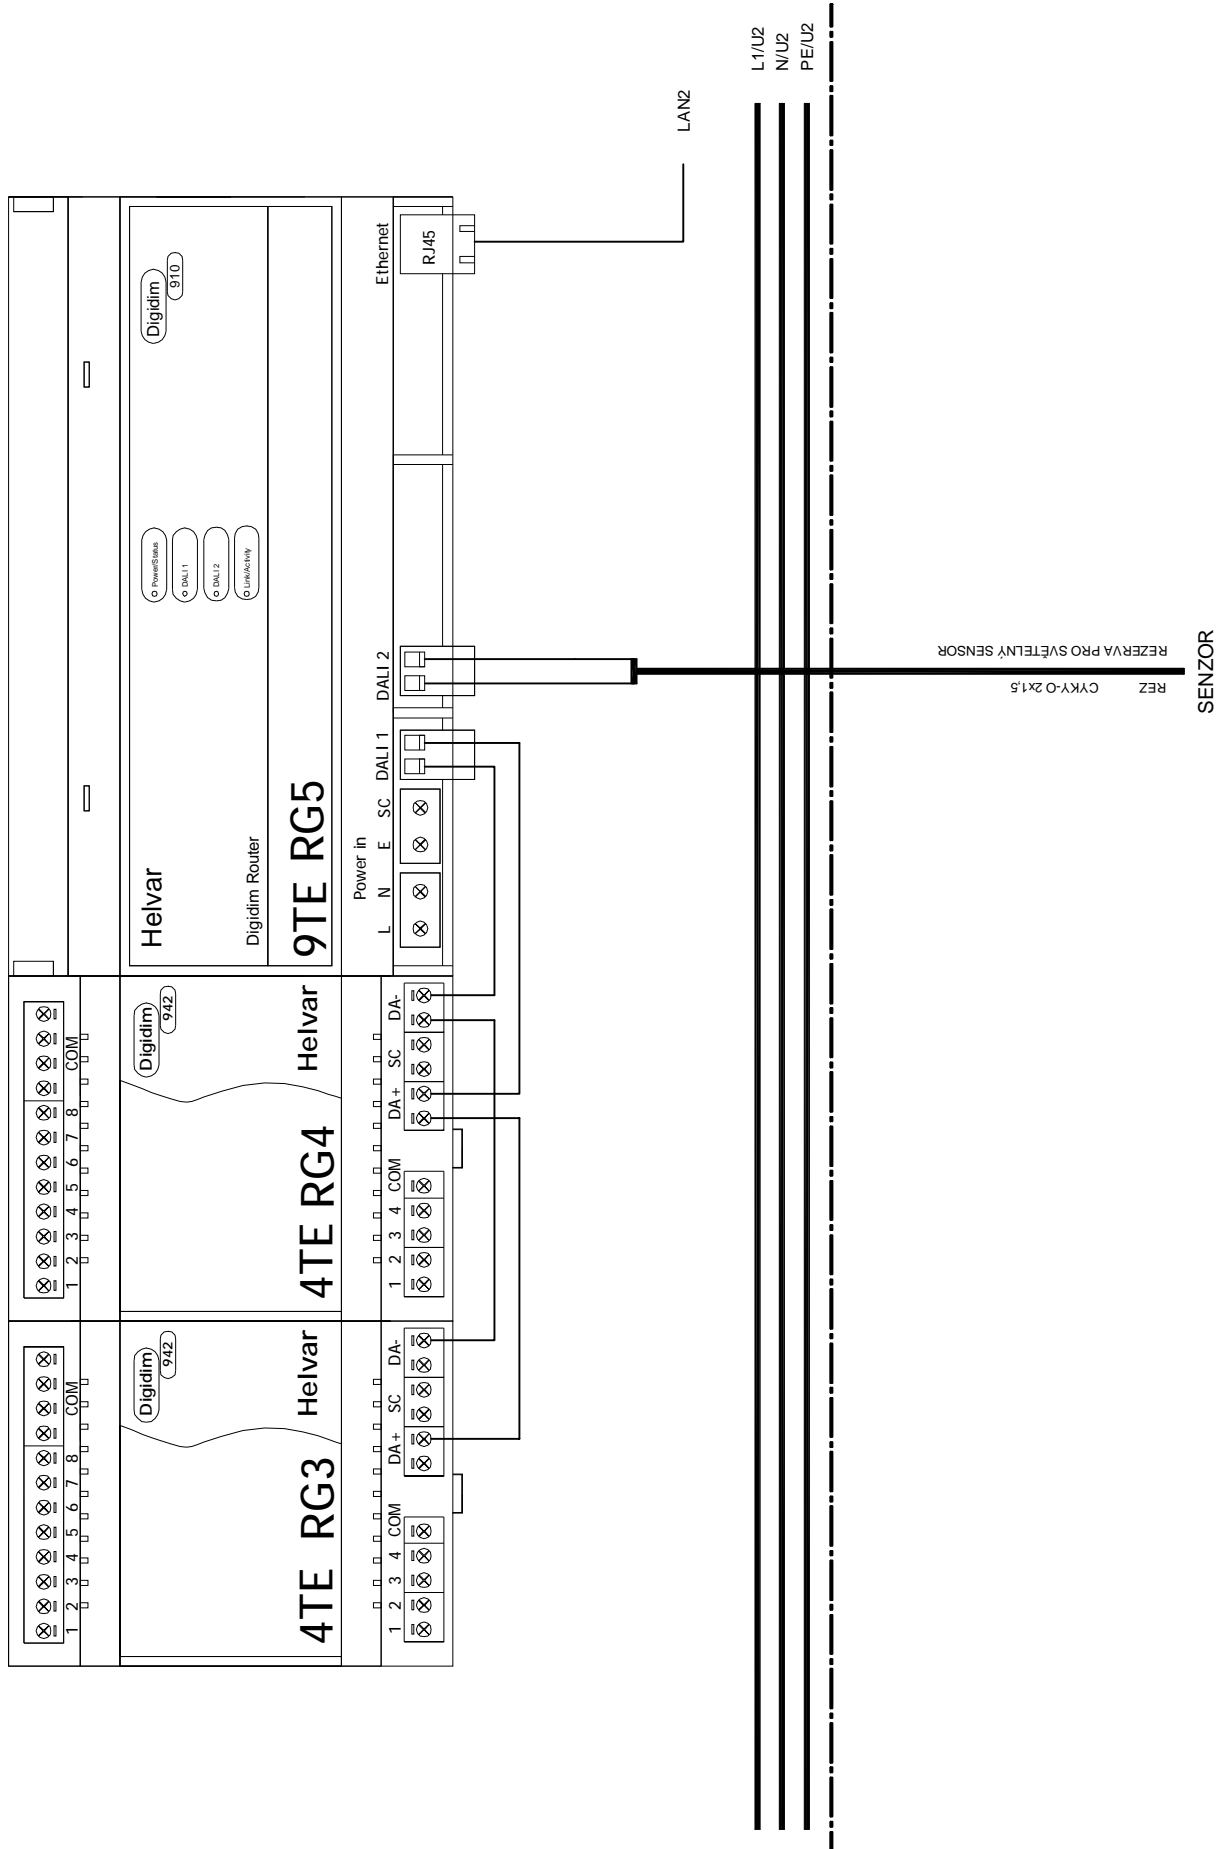 4TE RG3
Digidim
942
Helvar
1 2 3 4 5 6 7 8 COM
1 2 3 4 COM DA+ SC DA-
4TE RG4
Digidim
942
Helvar
1 2 3 4 5 6 7 8 COM
1 2 3 4 COM DA+ SC DA-
Helvar
Digidim Router
9TE RG5
Digidim
910
Power/Status
DALI 1
DALI 2
Link/Activity
Power in
L N E SC
DALI 1
DALI 2
Ethernet
RJ45
LAN2
L1/U2
N/U2
PE/U2
REZERVA PRO SVĚTELNÝ SENSOR
REZ CYKY-O 2x1,5
SENZOR